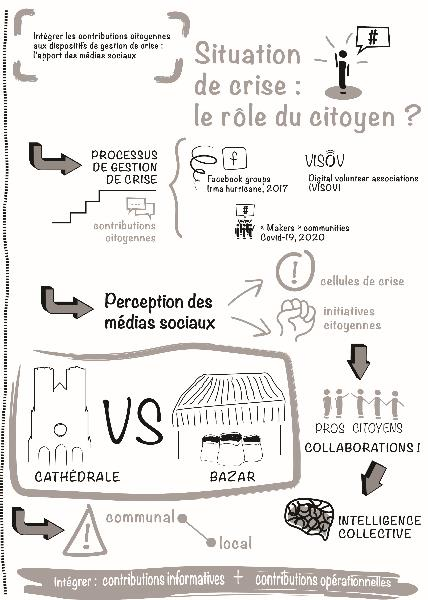 Intégrer les contributions citoyennes
aux dispositifs de gestion de crise :
l'apport des médias sociaux
#
Situation
de crise :
le rôle du citoyen ?
PROCESSUS
DE GESTION
DE CRISE
contributions
citoyennes
f
Facebook groups
Irma hurricane, 2017
VISOV
Digital volunteer associations
(VISOV)
#
« Makers » communities
Covid-19, 2020
Perception des
médias sociaux
!
cellules de crise
initiatives
citoyennes
CATHÉDRALE
VS
BAZAR
PROS CITOYENS
COLLABORATIONS !
INTELLIGENCE
COLLECTIVE
!
communal
local
Intégrer : contributions informatives + contributions opérationnelles